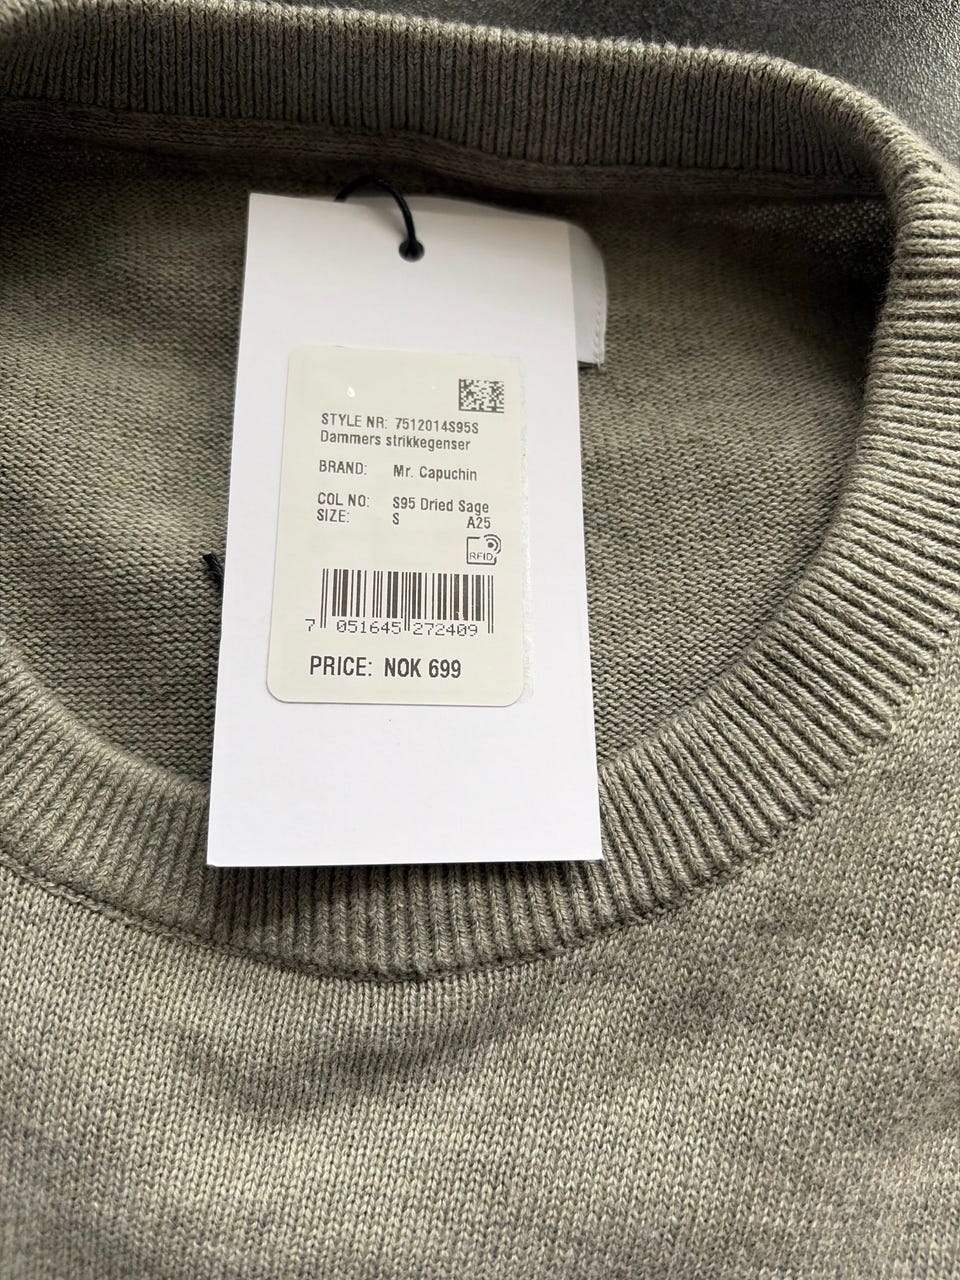 STYLE NR: 7512014S95S
Dammers strikkegenser
BRAND: Mr. Capuchin
COL NO: S95 Dried Sage
SIZE: S A25
RFID
7 051645 272409
PRICE: NOK 699